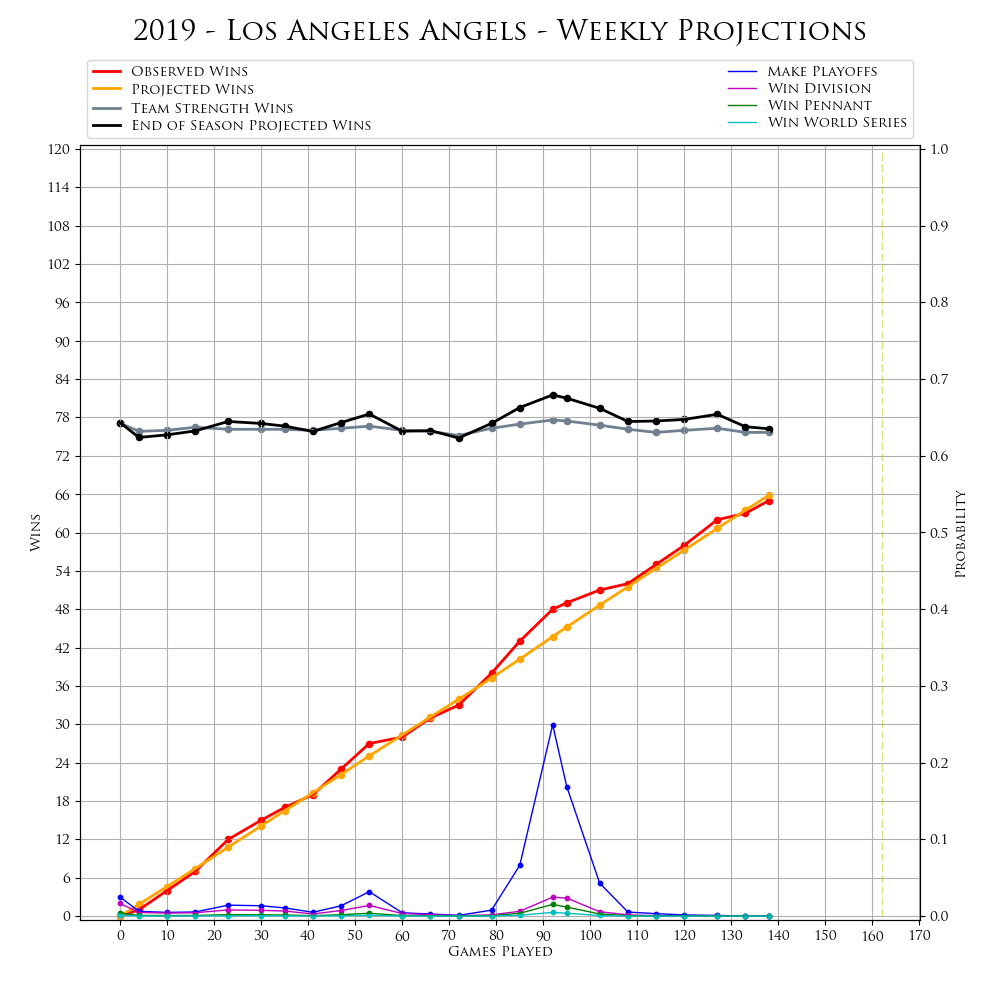 2019 - Los Angeles Angels - Weekly Projections
Observed Wins
Projected Wins
Team Strength Wins
End of Season Projected Wins
Make Playoffs
Win Division
Win Pennant
Win World Series
120
114
108
102
96
90
84
78
72
66
60
54
48
42
36
30
24
18
12
6
0
Wins
1.0
0.9
0.8
0.7
0.6
0.5
0.4
0.3
0.2
0.1
0.0
Probability
0 10 20 30 40 50 60 70 80 90 100 110 120 130 140 150 160 170
Games Played